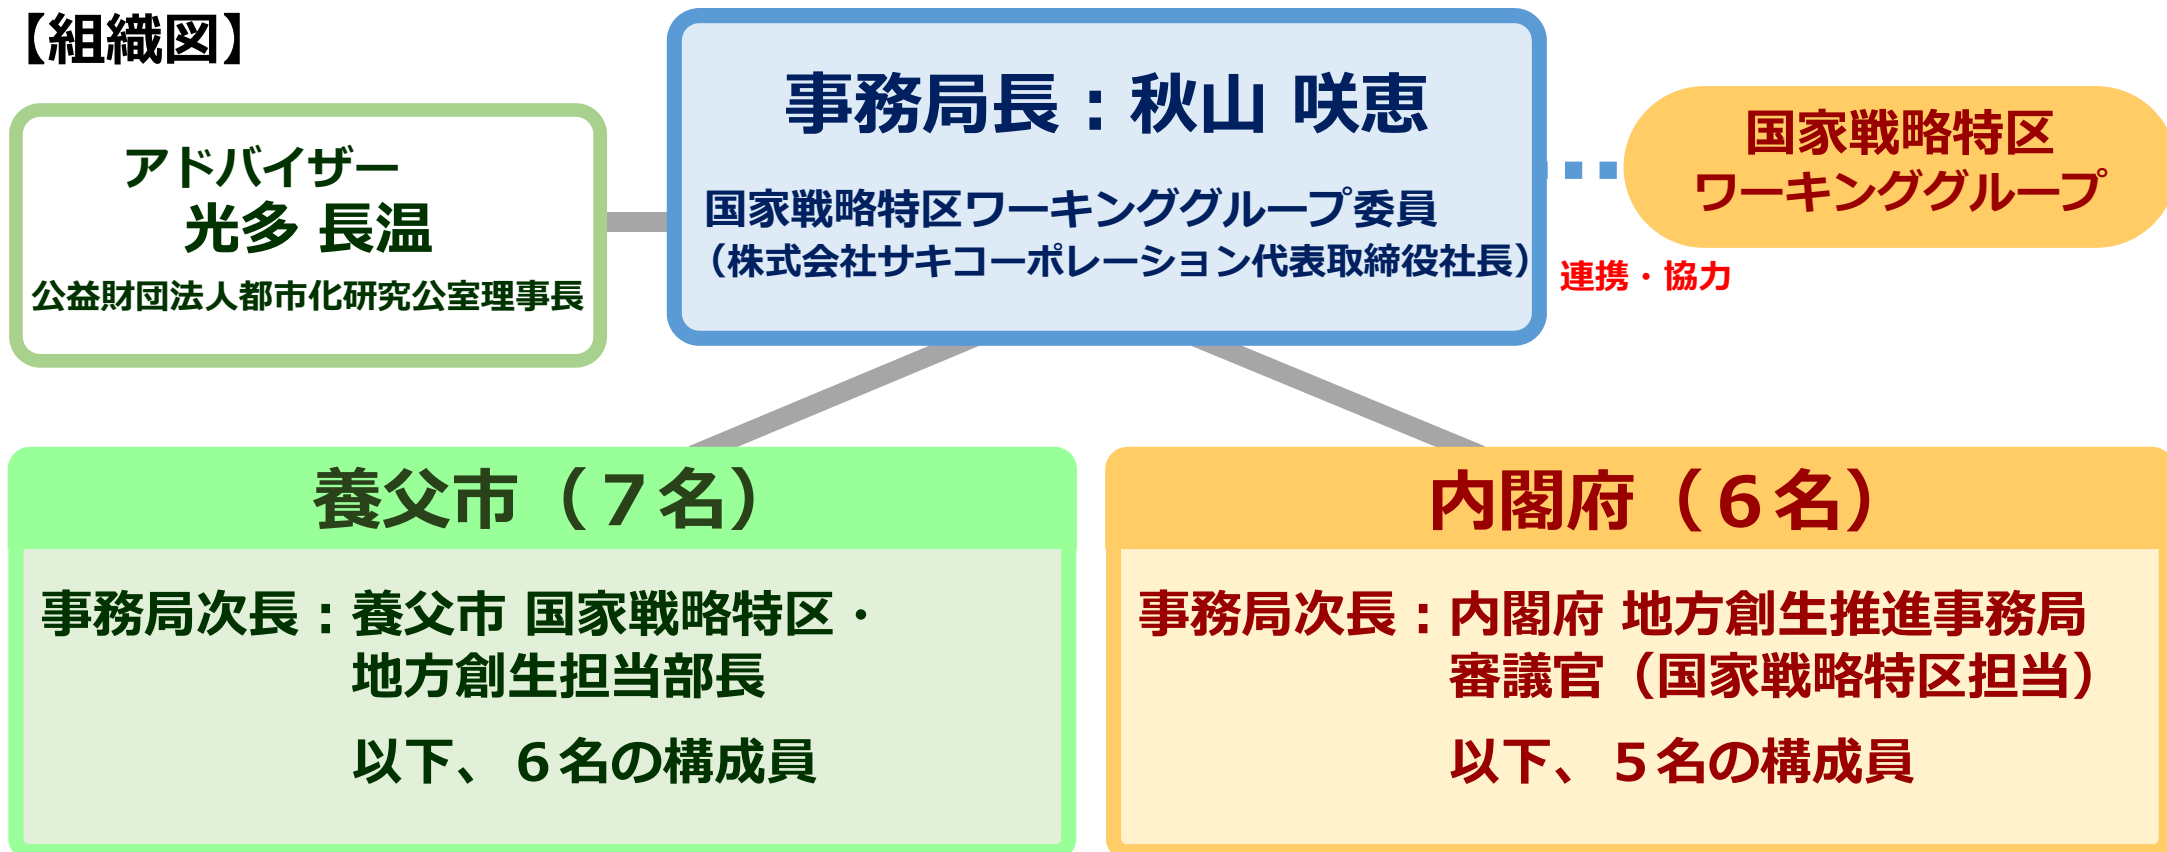 【組織図】
事務局長：秋山 咲恵
国家戦略特区ワーキンググループ委員
（株式会社サキコーポレーション代表取締役社長）
アドバイザー
光多 長温
公益財団法人都市化研究公室理事長
国家戦略特区
ワーキンググループ
連携・協力
養父市（７名）
事務局次長：養父市 国家戦略特区・
地方創生担当部長
以下、６名の構成員
内閣府（６名）
事務局次長：内閣府 地方創生推進事務局
審議官（国家戦略特区担当）
以下、５名の構成員